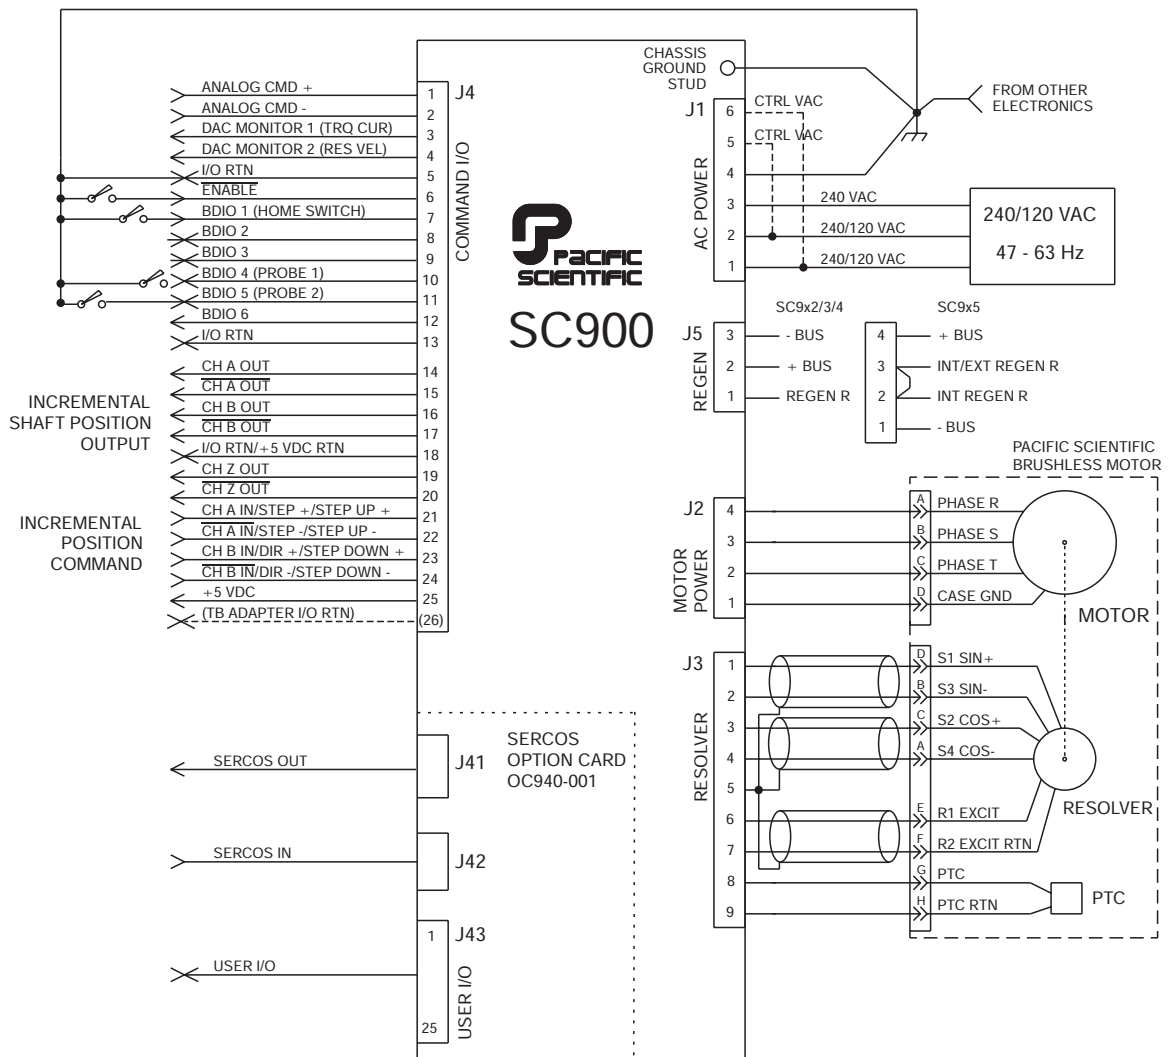 CHASSIS
GROUND
STUD
FROM OTHER
ELECTRONICS
J4
COMMAND I/O
ANALOG CMD +
1
ANALOG CMD -
2
DAC MONITOR 1 (TRQ CUR)
3
DAC MONITOR 2 (RES VEL)
4
I/O RTN
5
ENABLE
6
BDIO 1 (HOME SWITCH)
7
BDIO 2
8
BDIO 3
9
BDIO 4 (PROBE 1)
10
BDIO 5 (PROBE 2)
11
BDIO 6
12
I/O RTN
13
INCREMENTAL
SHAFT POSITION
OUTPUT
CH A OUT
14
CH A OUT
15
CH B OUT
16
CH B OUT
17
I/O RTN/+5 VDC RTN
18
CH Z OUT
19
CH Z OUT
20
INCREMENTAL
POSITION
COMMAND
CH A IN/STEP +/STEP UP +
21
CH A IN/STEP -/STEP UP -
22
CH B IN/DIR +/STEP DOWN +
23
CH B IN/DIR -/STEP DOWN -
24
+5 VDC
25
(TB ADAPTER I/O RTN)
(26)
PACIFIC
SCIENTIFIC
SC900
J1
AC POWER
6 CTRL VAC
5 CTRL VAC
4
3 240 VAC
2 240/120 VAC
1 240/120 VAC
240/120 VAC
47 - 63 Hz
SC9x2/3/4
J5
REGEN
3 - BUS
2 + BUS
1 REGEN R
SC9x5
4 + BUS
3 INT/EXT REGEN R
2 INT REGEN R
1 - BUS
PACIFIC SCIENTIFIC
BRUSHLESS MOTOR
J2
MOTOR
POWER
4 A PHASE R
3 B PHASE S
2 C PHASE T
1 D CASE GND
MOTOR
J3
RESOLVER
1 D S1 SIN+
2 B S3 SIN-
3 C S2 COS+
4 A S4 COS-
5
6 E R1 EXCIT
7 F R2 EXCIT RTN
8 G PTC
9 H PTC RTN
RESOLVER
PTC
SERCOS
OPTION CARD
OC940-001
SERCOS OUT
J41
SERCOS IN
J42
J43
USER I/O
1
USER I/O
25